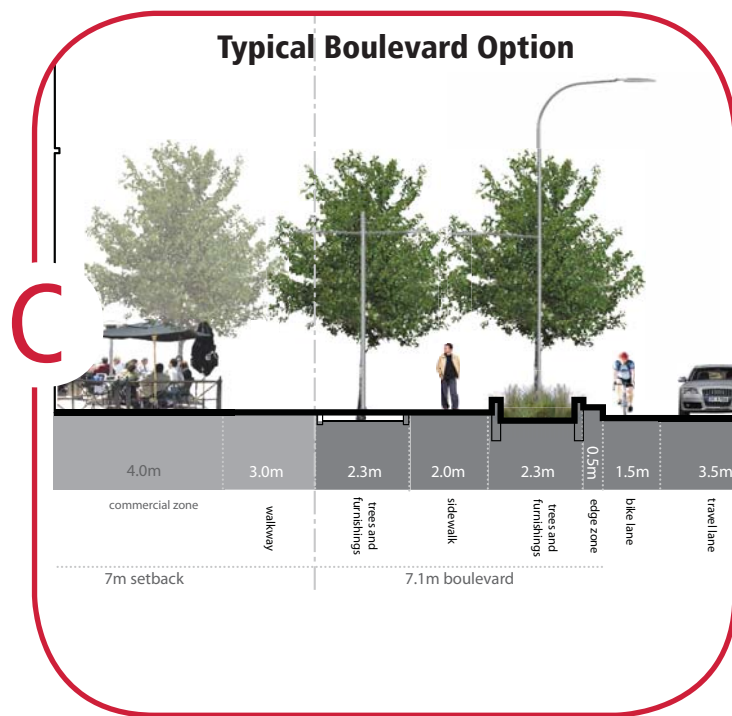 Typical Boulevard Option
C
4.0m
3.0m
2.3m
2.0m
2.3m
0.5m
1.5m
3.5m
commercial zone
walkway
trees and
furnishings
sidewalk
trees and
furnishings
edge zone
bike lane
travel lane
7m setback
7.1m boulevard